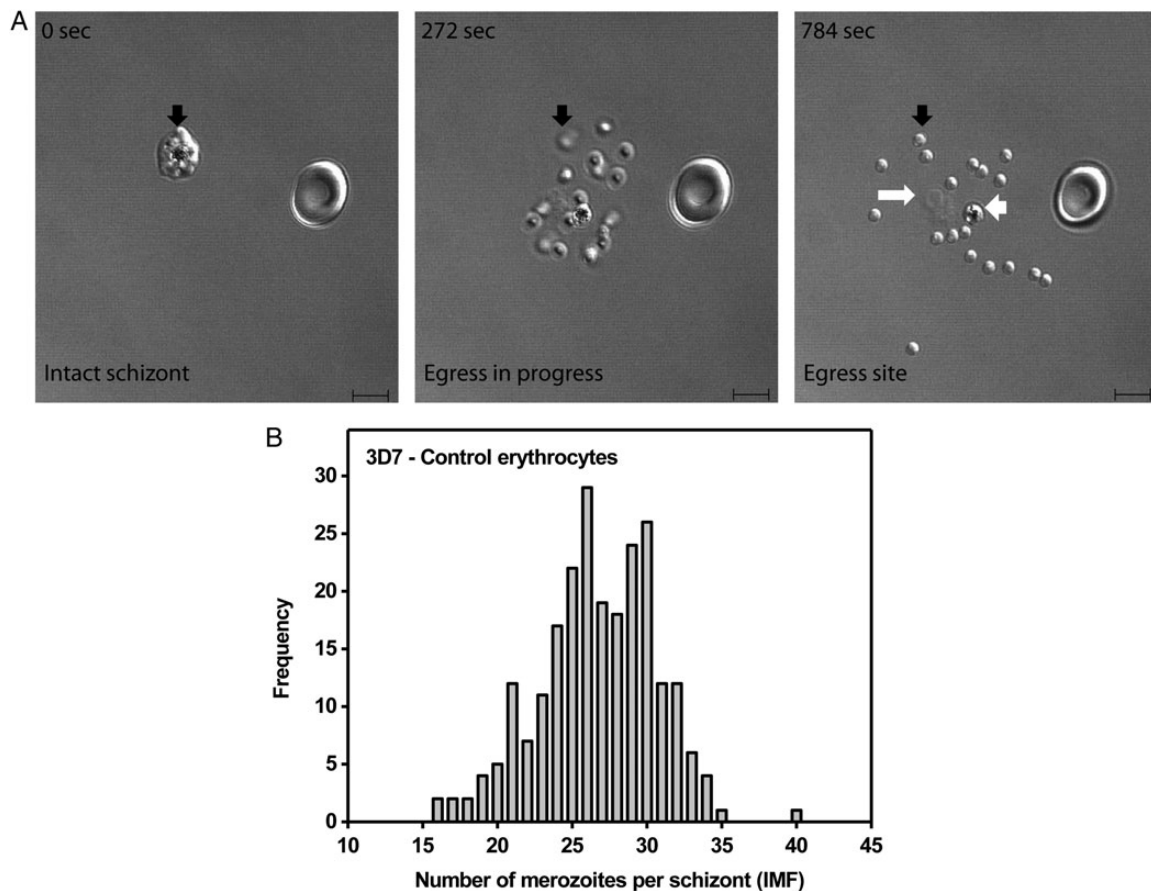 A
0 sec
272 sec
784 sec
Intact schizont
Egress in progress
Egress site
B
3D7 - Control erythrocytes
Frequency
30
25
20
15
10
5
0
10 15 20 25 30 35 40 45
Number of merozoites per schizont (IMF)